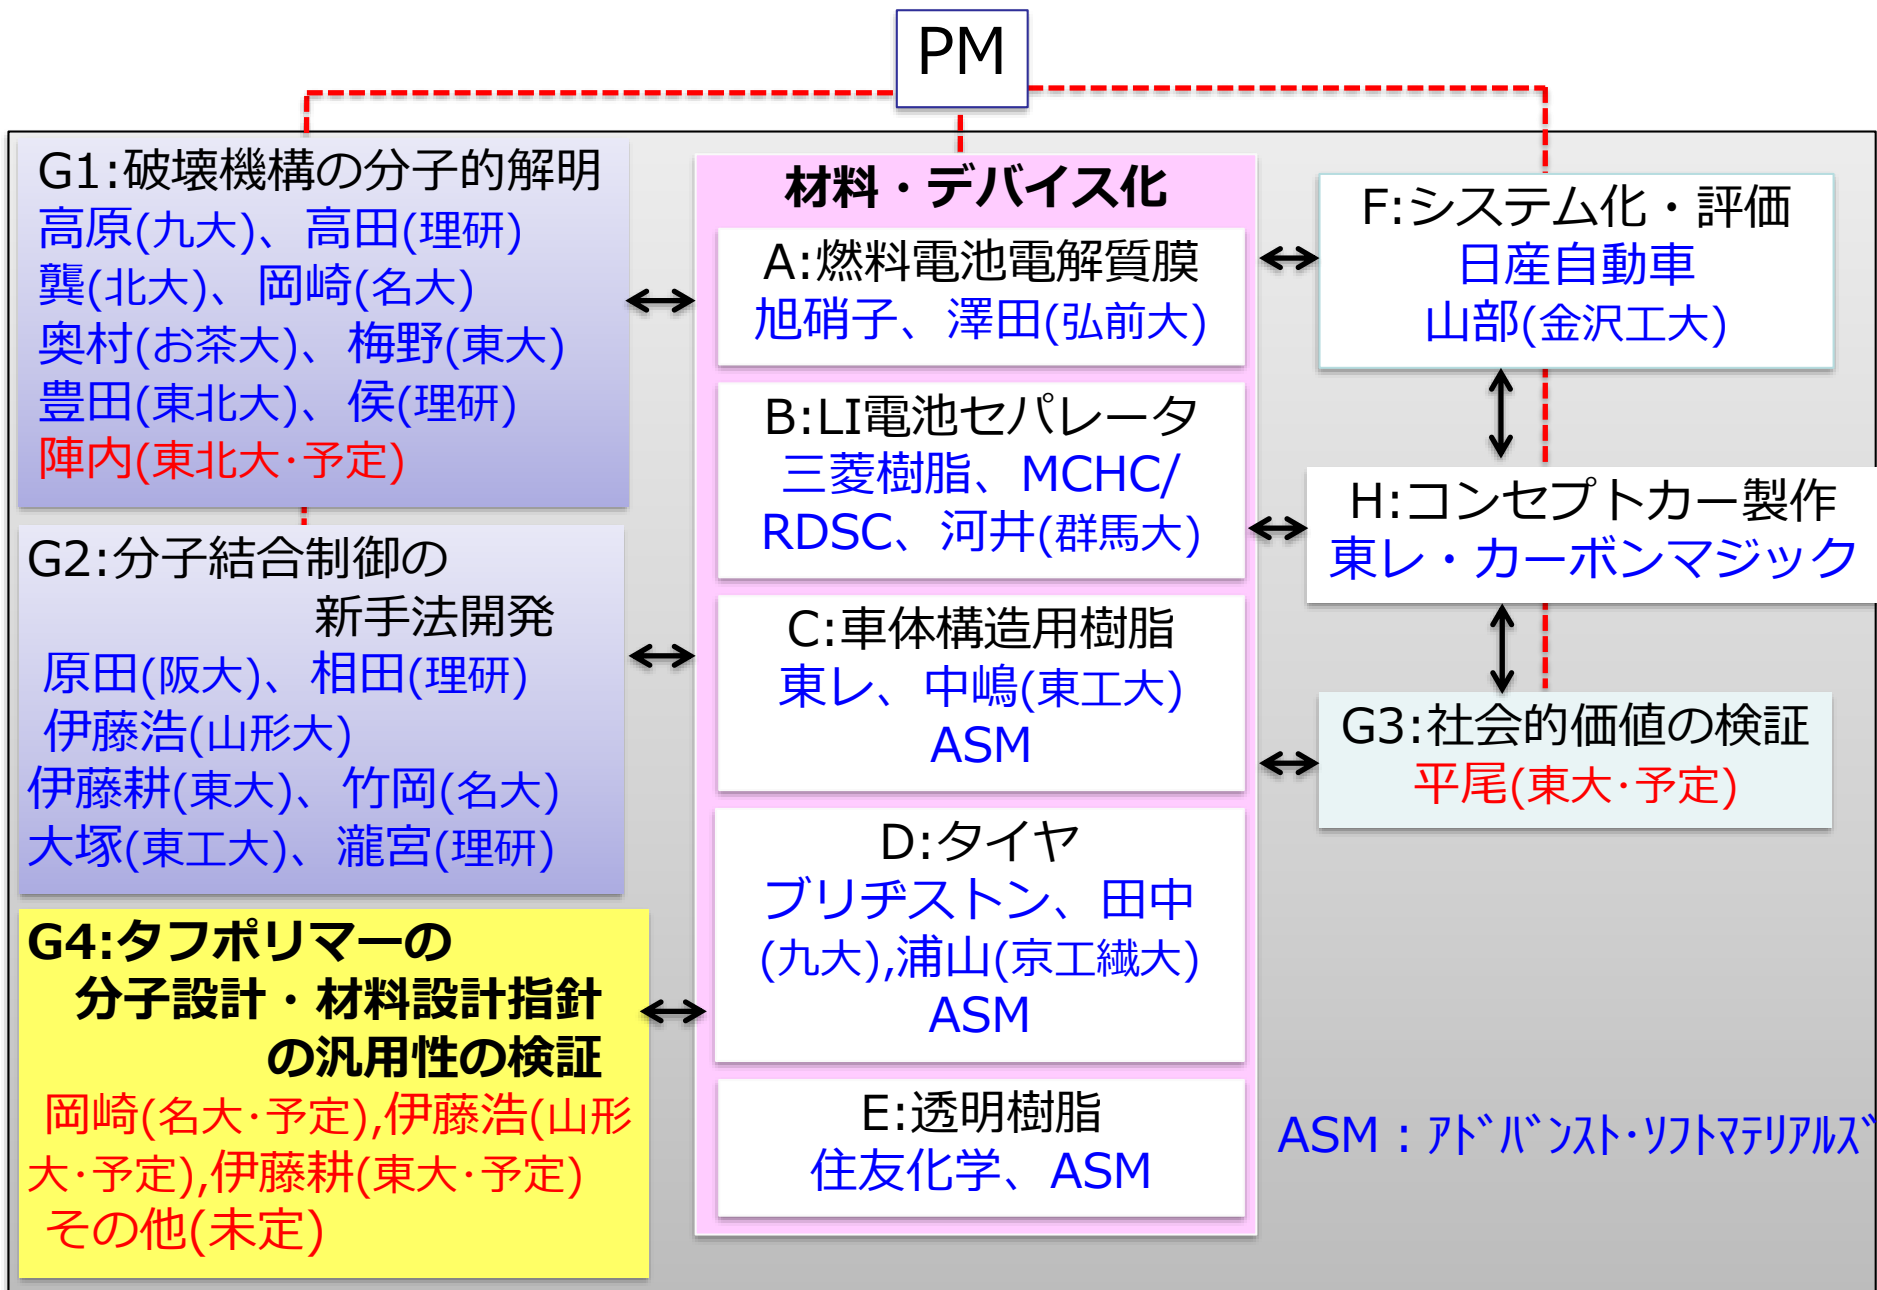 PM
G1:破壊機構の分子的解明
高原(九大)、高田(理研)
龔(北大)、岡崎(名大)
奥村(お茶大)、梅野(東大)
豊田(東北大)、侯(理研)
陣内(東北大･予定)
G2:分子結合制御の
新手法開発
原田(阪大)、相田(理研)
伊藤浩(山形大)
伊藤耕(東大)、竹岡(名大)
大塚(東工大)、瀧宮(理研)
G4:タフポリマーの
分子設計・材料設計指針
の汎用性の検証
岡崎(名大･予定),伊藤浩(山形
大･予定),伊藤耕(東大･予定)
その他(未定)
材料・デバイス化
A:燃料電池電解質膜
旭硝子、澤田(弘前大)
B:LI電池セパレータ
三菱樹脂、MCHC/
RDSC、河井(群馬大)
C:車体構造用樹脂
東レ、中嶋(東工大)
ASM
D:タイヤ
ブリヂストン、田中
(九大),浦山(京工繊大)
ASM
E:透明樹脂
住友化学、ASM
F:システム化・評価
日産自動車
山部(金沢工大)
H:コンセプトカー製作
東レ・カーボンマジック
G3:社会的価値の検証
平尾(東大･予定)
ASM：ｱﾄﾞﾊﾞﾝｽﾄ･ｿﾌﾄﾏﾃﾘｱﾙｽﾞ